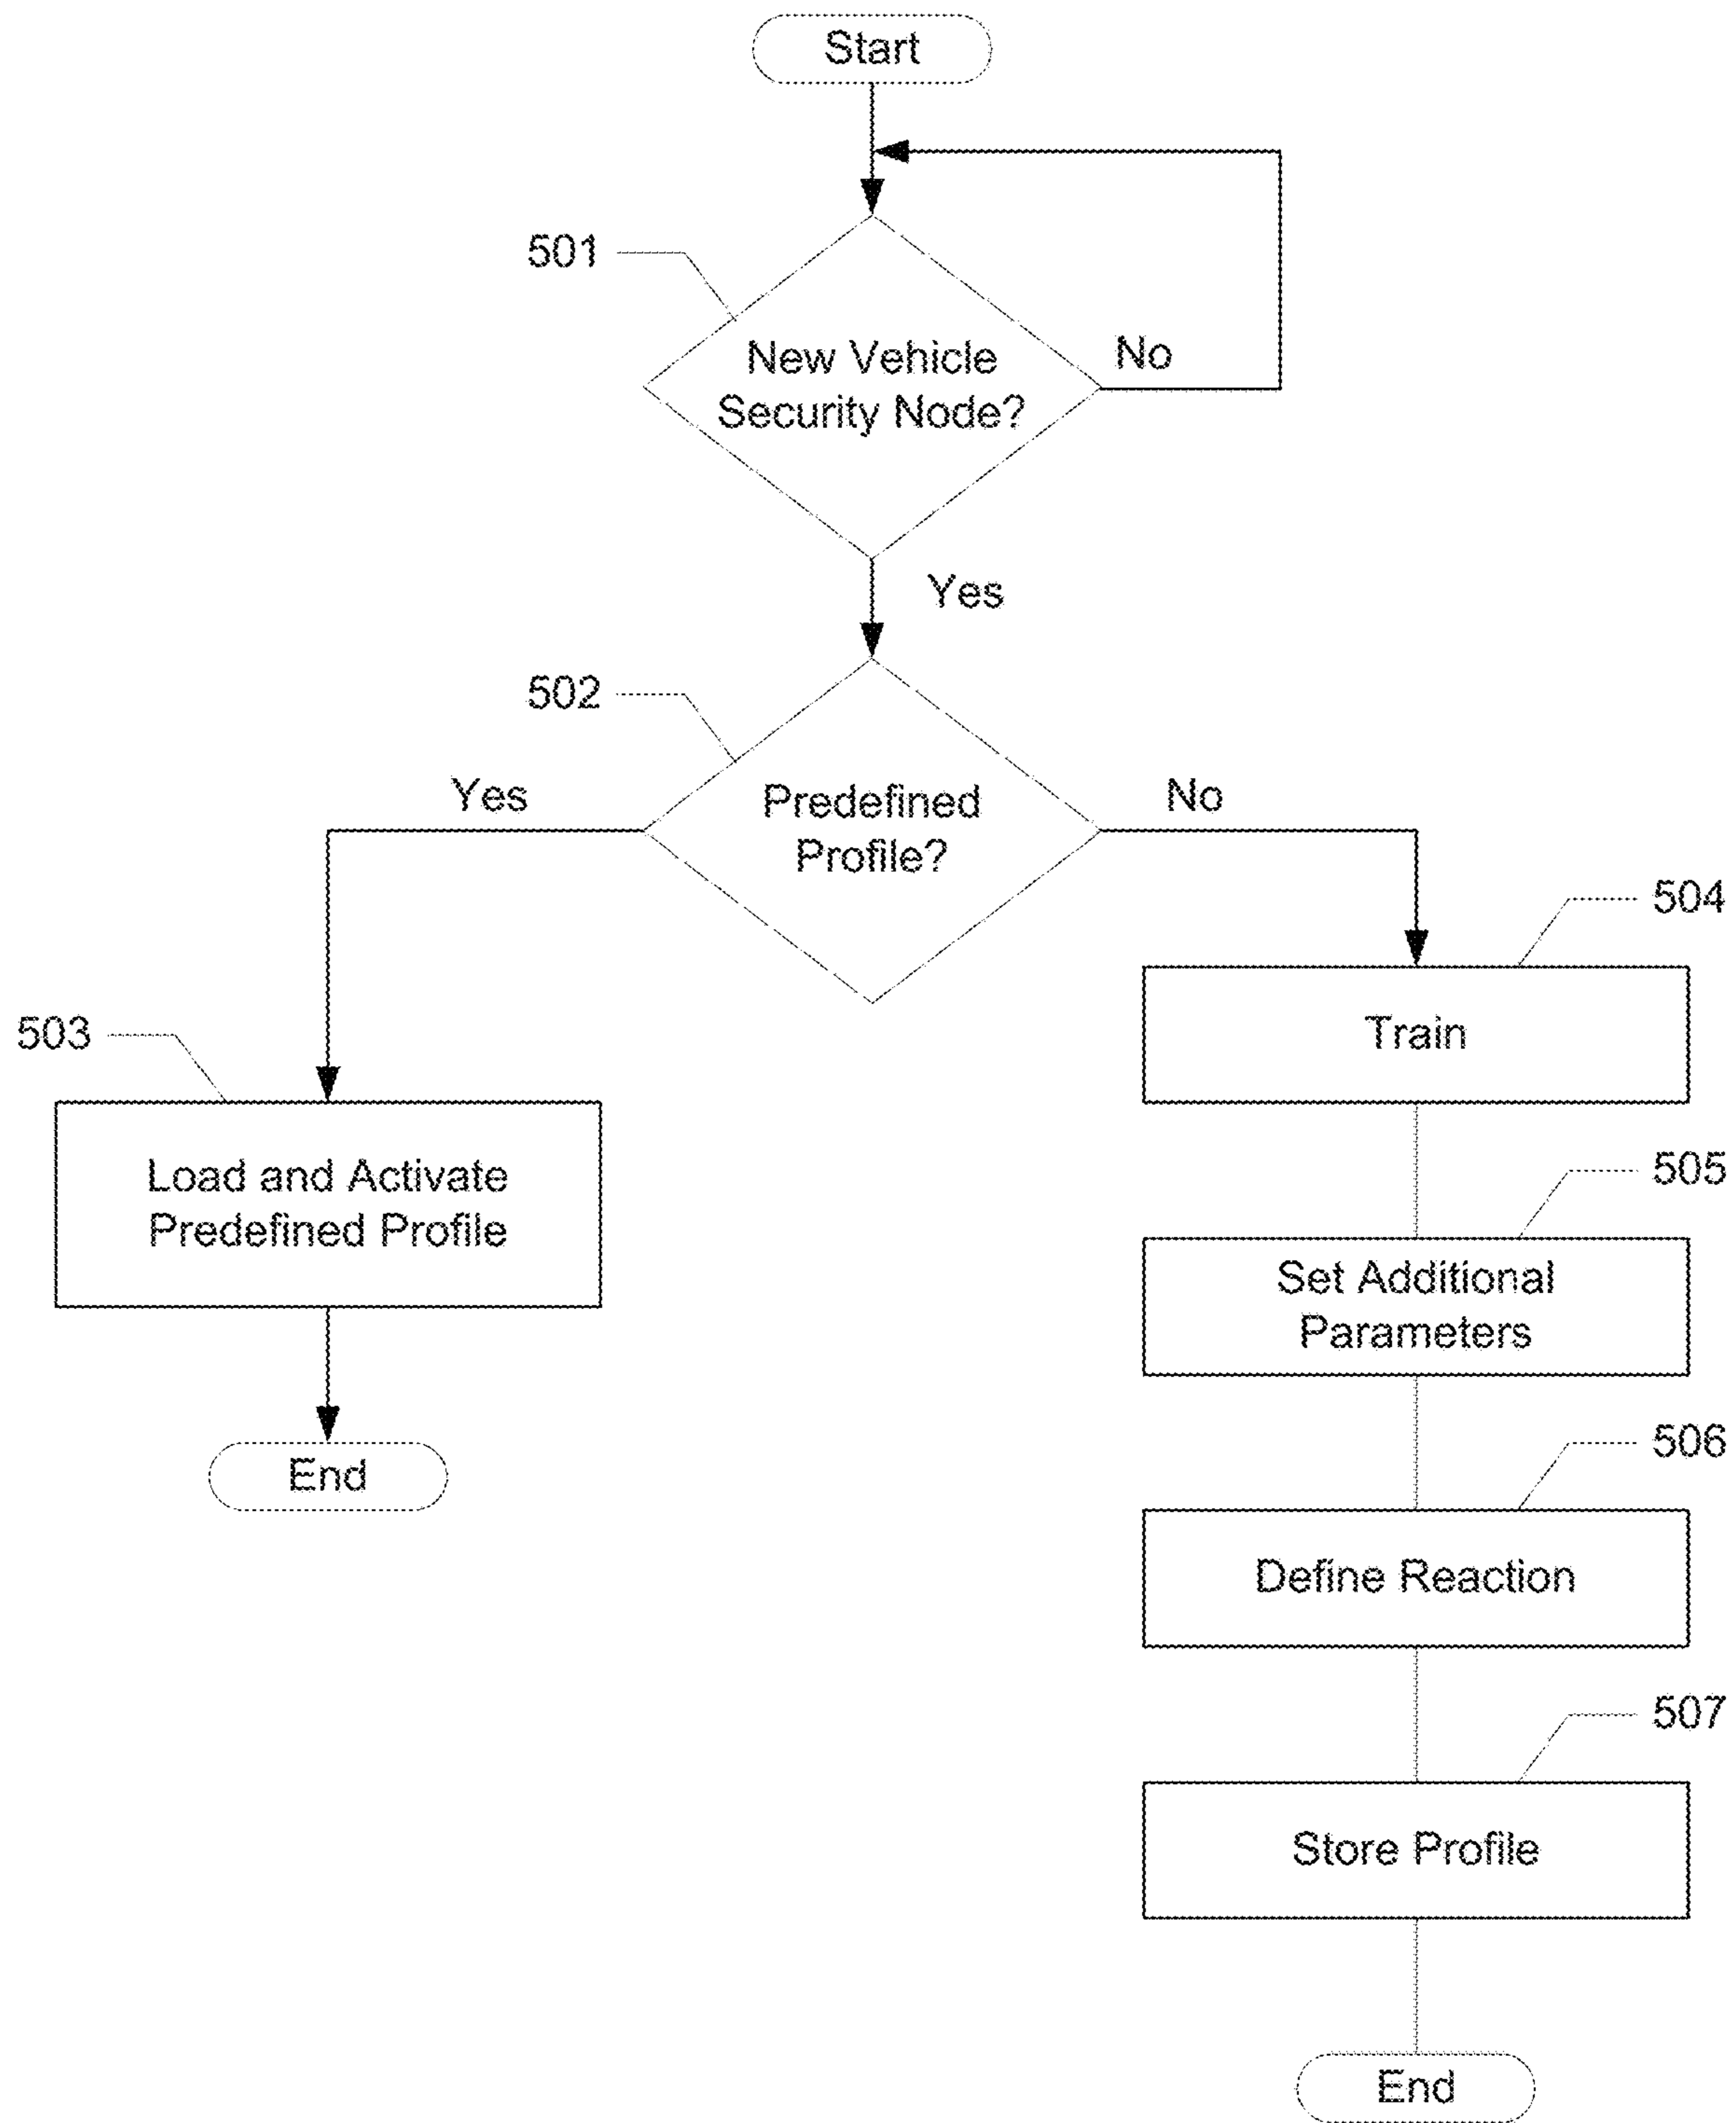 Start
501
New Vehicle
Security Node?
No
Yes
502
Yes
Predefined
Profile?
No
504
Train
503
Load and Activate
Predefined Profile
505
Set Additional
Parameters
506
End
Define Reaction
507
Store Profile
End